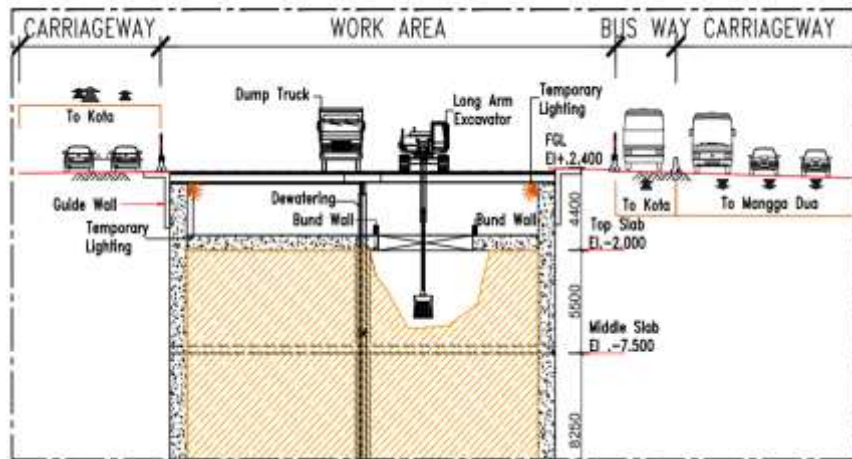 CARRIAGEWAY
WORK AREA
BUS WAY
CARRIAGEWAY
To Kota
Dump Truck
Long Arm
Excavator
Temporary
Lighting
FGL
El+.2,400
Guide Wall
Temporary
Lighting
Dewatering
Bund Wall
Bund Wall
To Kota
To Mangga Dua
4400
Top Slab
El.-2,000
5500
Middle Slab
El .-7.500
8250